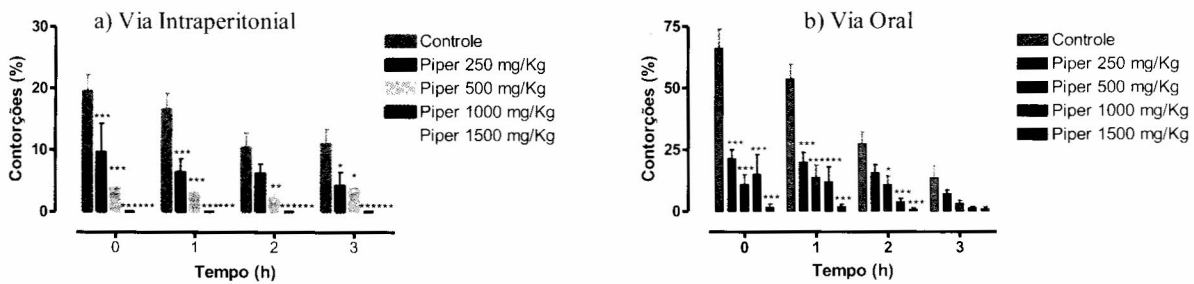 a) Via Intraperitonial
Contorções (%)
30
20
10
0
***
***
******
***
***
******
**
******
*
*
******
0 1 2 3
Tempo (h)
Controle
Piper 250 mg/Kg
Piper 500 mg/Kg
Piper 1000 mg/Kg
Piper 1500 mg/Kg
b) Via Oral
Contorções (%)
75
50
25
0
***
***
***
***
***
******
***
*
***
***
0 1 2 3
Tempo (h)
Controle
Piper 250 mg/Kg
Piper 500 mg/Kg
Piper 1000 mg/Kg
Piper 1500 mg/Kg